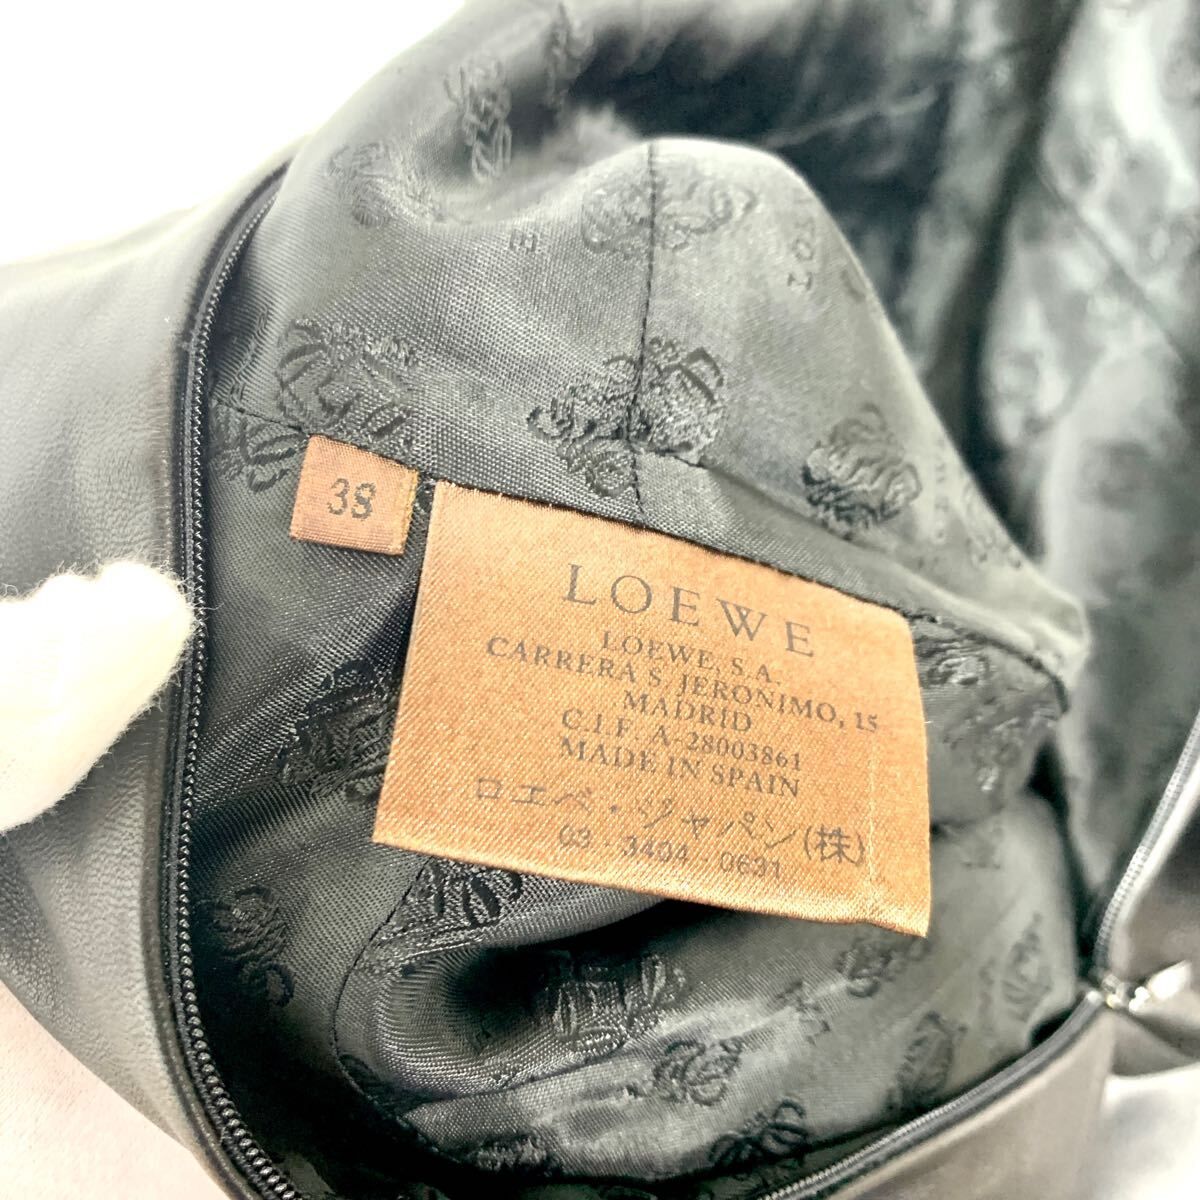 38
LOEWE
LOEWE, S.A.
CARRERA S. JERONIMO, 15
MADRID
C.I.F. A-28003861
MADE IN SPAIN
ロエベ・ジャパン(株)
03-3404-0631